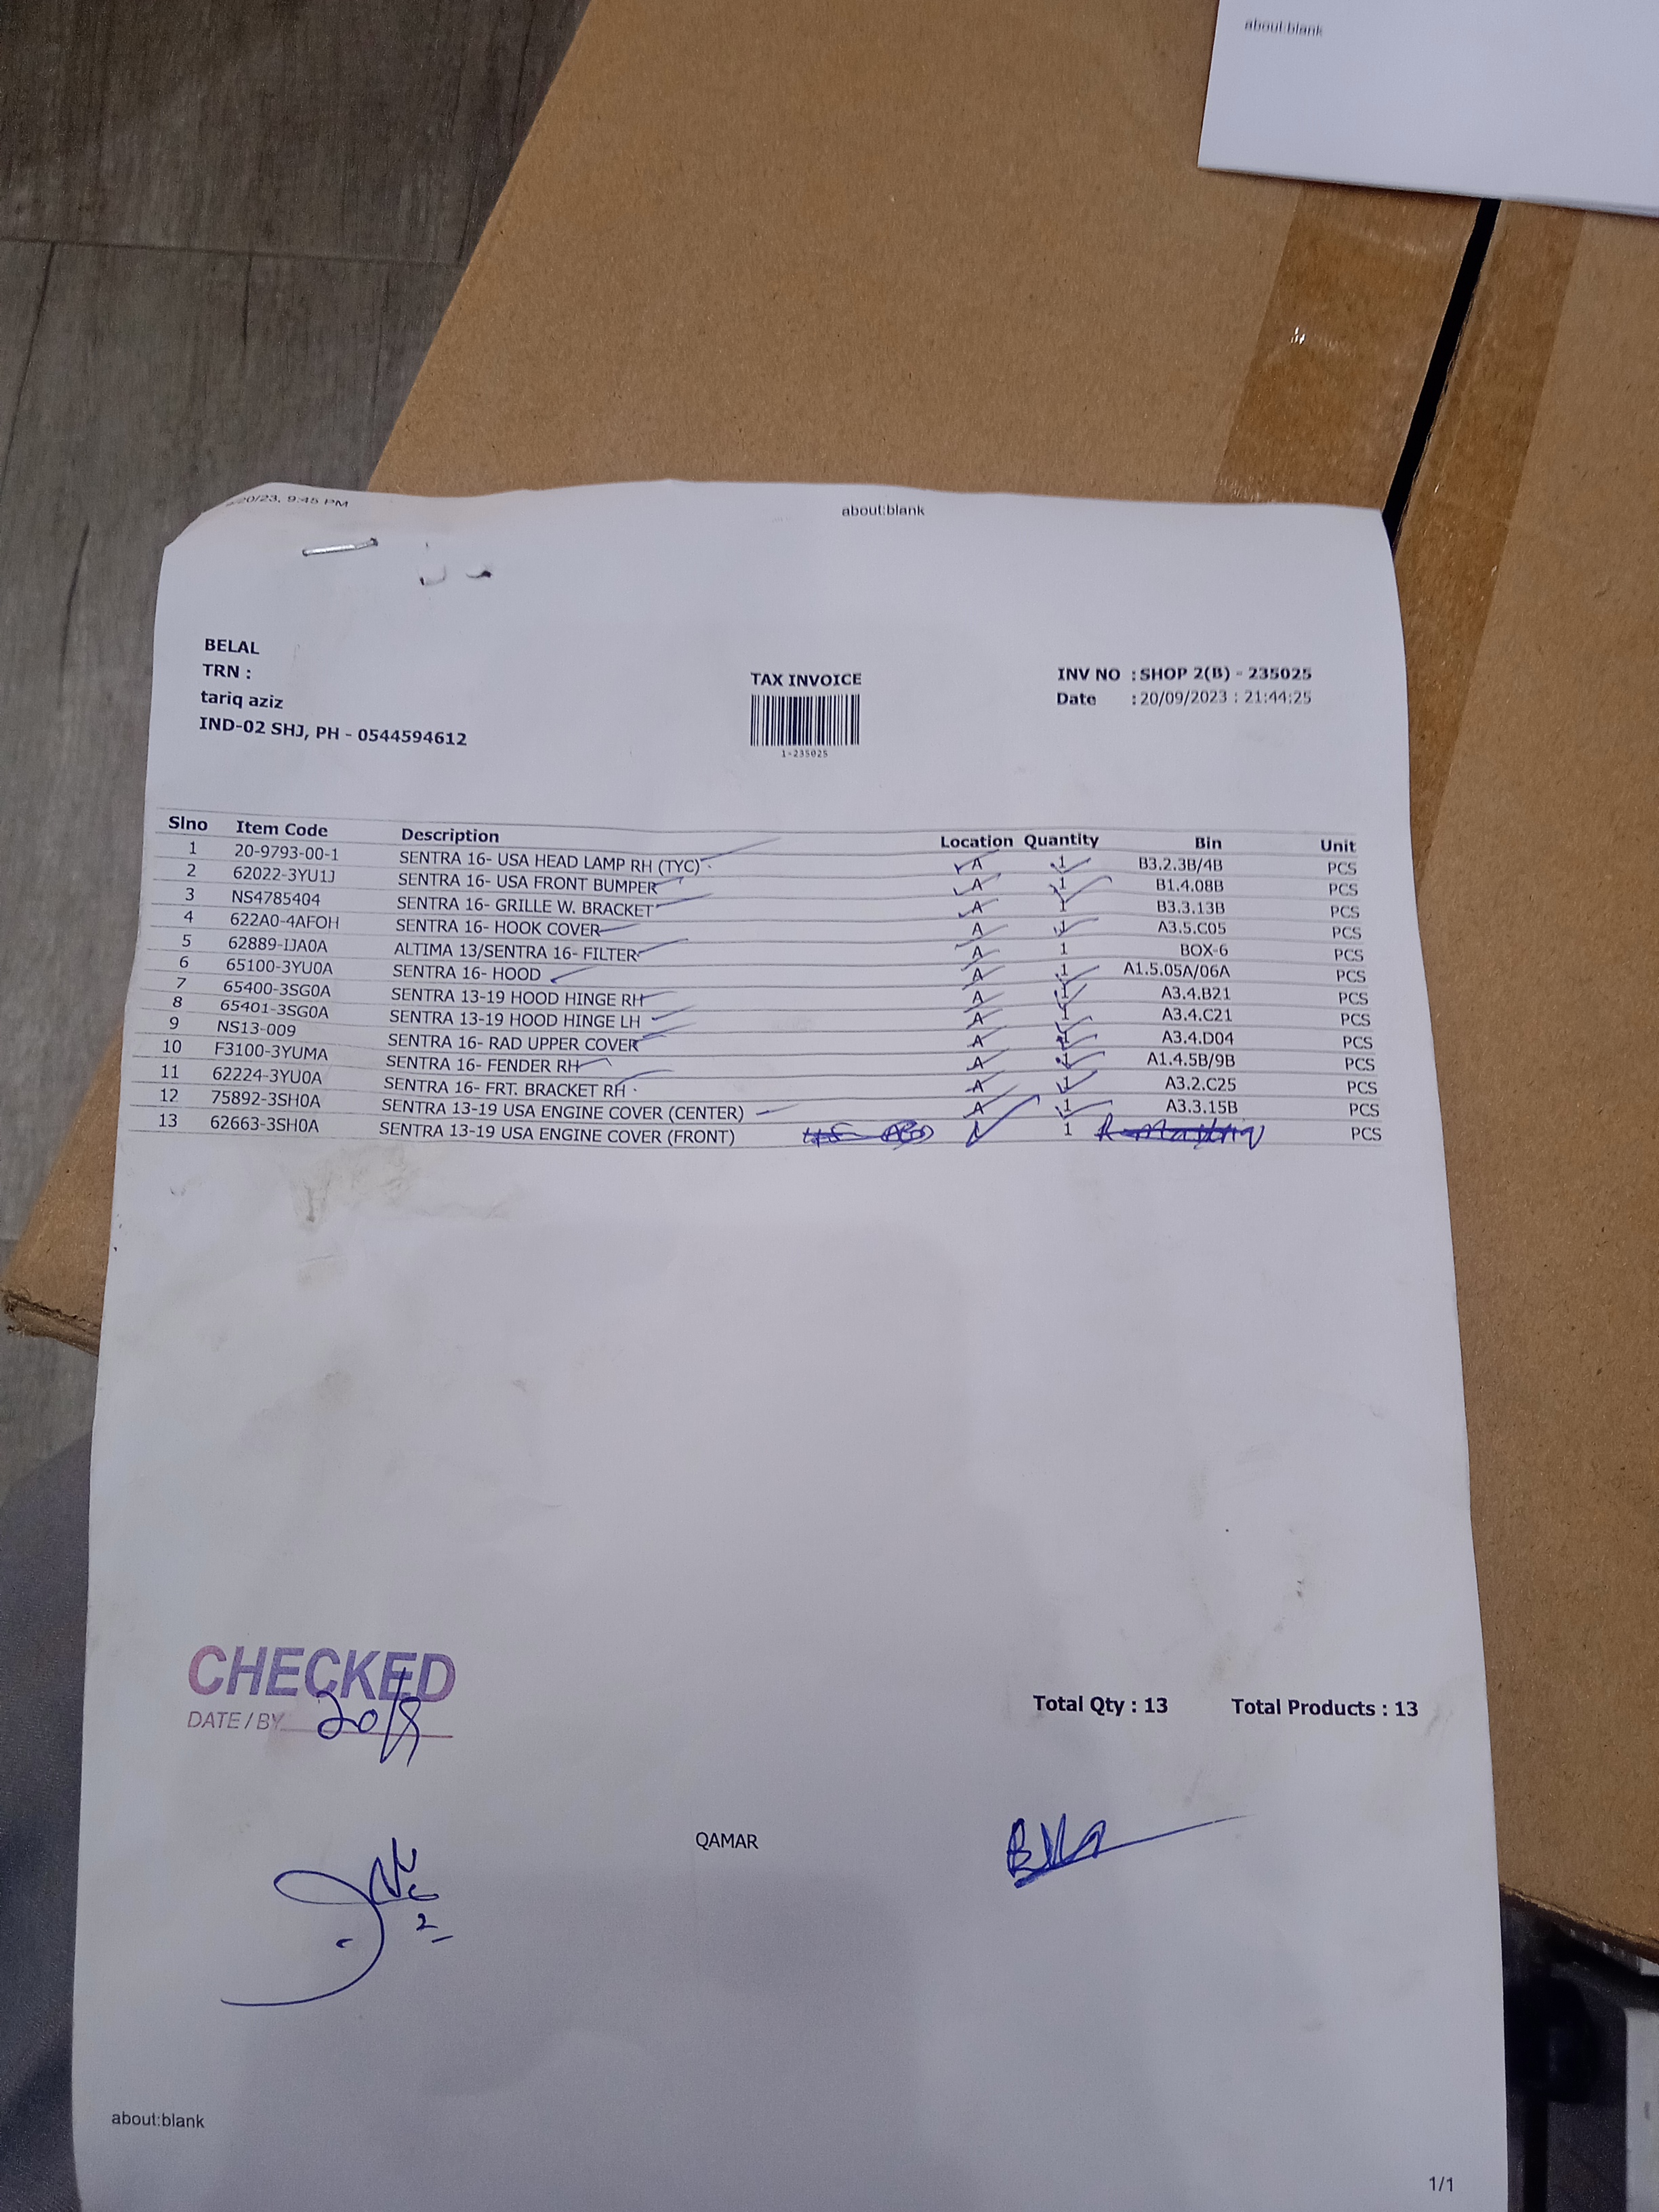 about:blank
20/23, 9:45 PM about:blank
BELAL
TRN :
tariq aziz
IND-02 SHJ, PH - 0544594612
TAX INVOICE
1-235025
INV NO : SHOP 2(B) - 235025
Date : 20/09/2023 : 21:44:25
Slno Item Code Description Location Quantity Bin Unit
1 20-9793-00-1 SENTRA 16- USA HEAD LAMP RH (TYC) A 1 B3.2.3B/4B PCS
2 62022-3YU1J SENTRA 16- USA FRONT BUMPER A 1 B1.4.08B PCS
3 NS4785404 SENTRA 16- GRILLE W. BRACKET A 1 B3.3.13B PCS
4 622A0-4AFOH SENTRA 16- HOOK COVER A 1 A3.5.C05 PCS
5 62889-IJA0A ALTIMA 13/SENTRA 16- FILTER A 1 BOX-6 PCS
6 65100-3YU0A SENTRA 16- HOOD A 1 A1.5.05A/06A PCS
7 65400-3SG0A SENTRA 13-19 HOOD HINGE RH A 1 A3.4.B21 PCS
8 65401-3SG0A SENTRA 13-19 HOOD HINGE LH A 1 A3.4.C21 PCS
9 NS13-009 SENTRA 16- RAD UPPER COVER A 1 A3.4.D04 PCS
10 F3100-3YUMA SENTRA 16- FENDER RH A 1 A1.4.5B/9B PCS
11 62224-3YU0A SENTRA 16- FRT. BRACKET RH A 1 A3.2.C25 PCS
12 75892-3SH0A SENTRA 13-19 USA ENGINE COVER (CENTER) A 1 A3.3.15B PCS
13 62663-3SH0A SENTRA 13-19 USA ENGINE COVER (FRONT) 1 PCS
CHECKED
DATE / BY 20/9
Total Qty : 13 Total Products : 13
QAMAR
about:blank
1/1